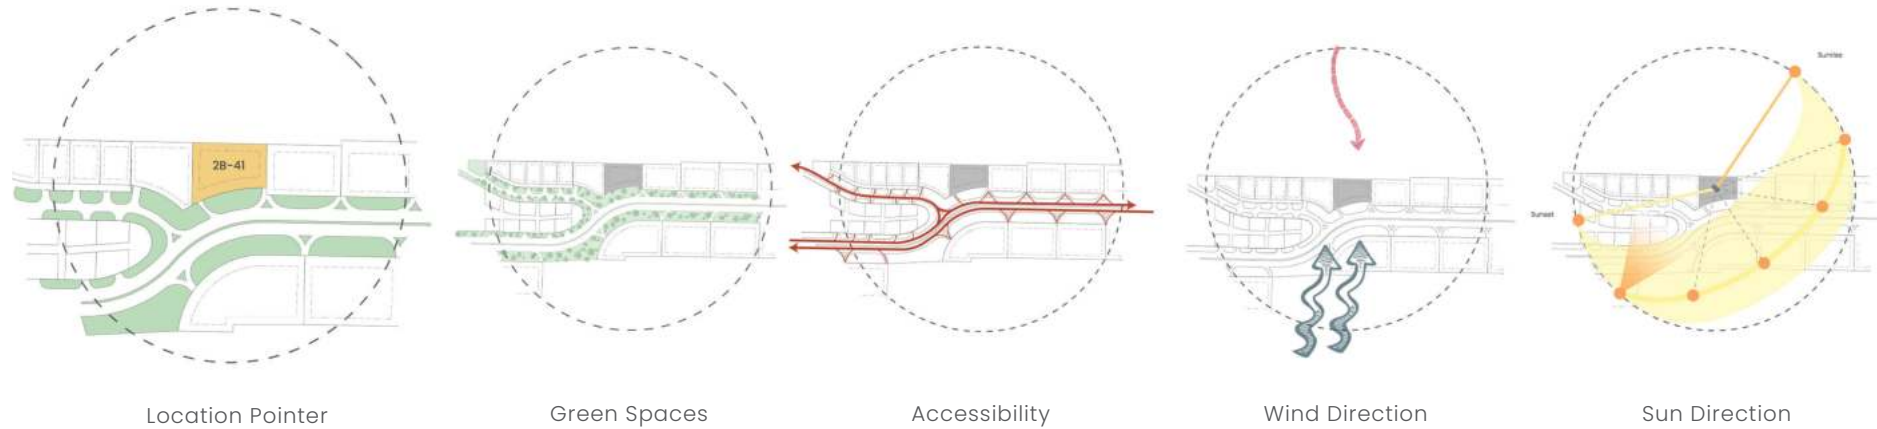 2B-41
Sunrise
Sunset
Location Pointer
Green Spaces
Accessibility
Wind Direction
Sun Direction